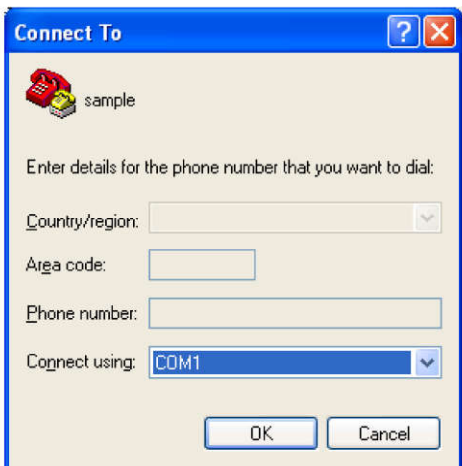 Connect To
sample
Enter details for the phone number that you want to dial:
Country/region:
Area code:
Phone number:
Connect using: COM1
OK Cancel